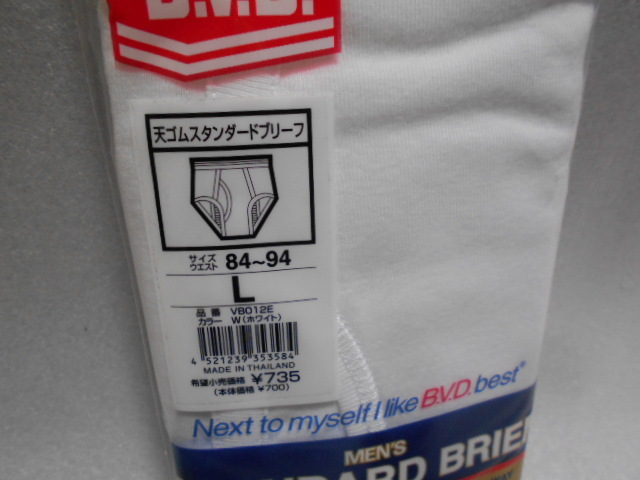 B.V.D.
天ゴムスタンダードブリーフ
サイズ
ウエスト 84~94
L
品番 VB012E
カラー W(ホワイト)
4 521239 353584
MADE IN THAILAND
希望小売価格 ¥735
(本体価格 ¥700)
Next to myself I like B.V.D. best*
MEN'S
BRIEF